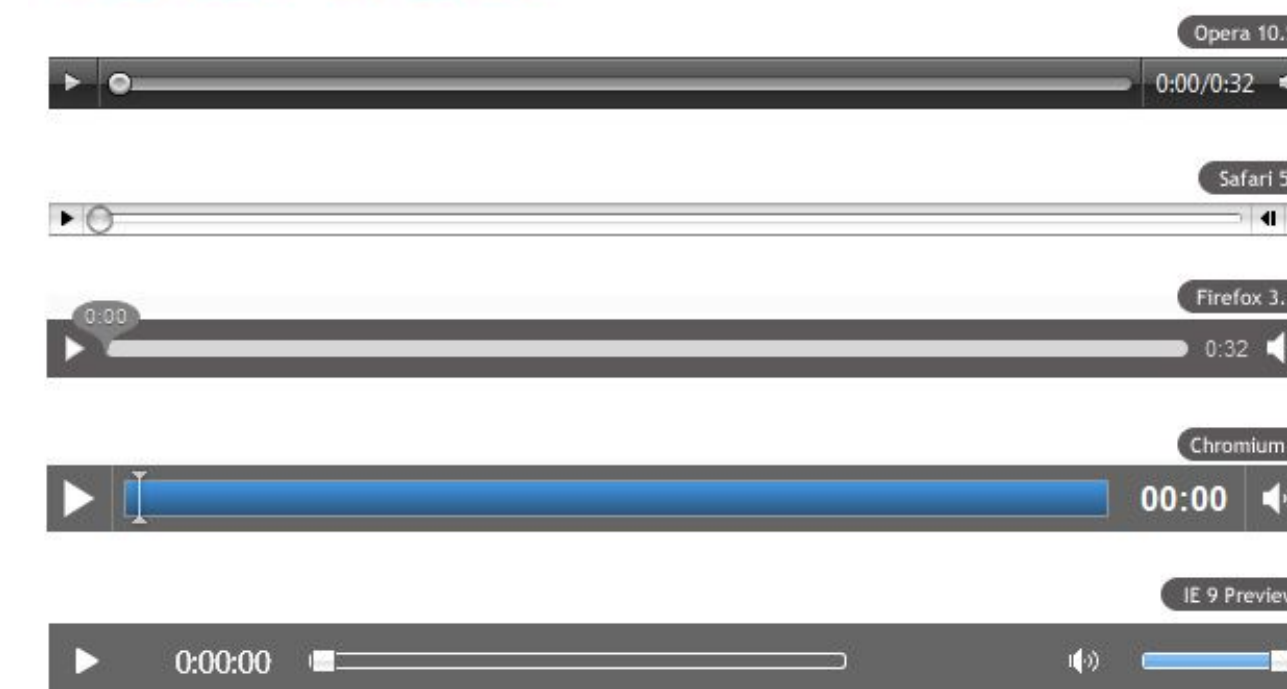 Opera 10.
0:00/0:32
Safari 5
Firefox 3.
0:00
0:32
Chromium
00:00
IE 9 Preview
0:00:00